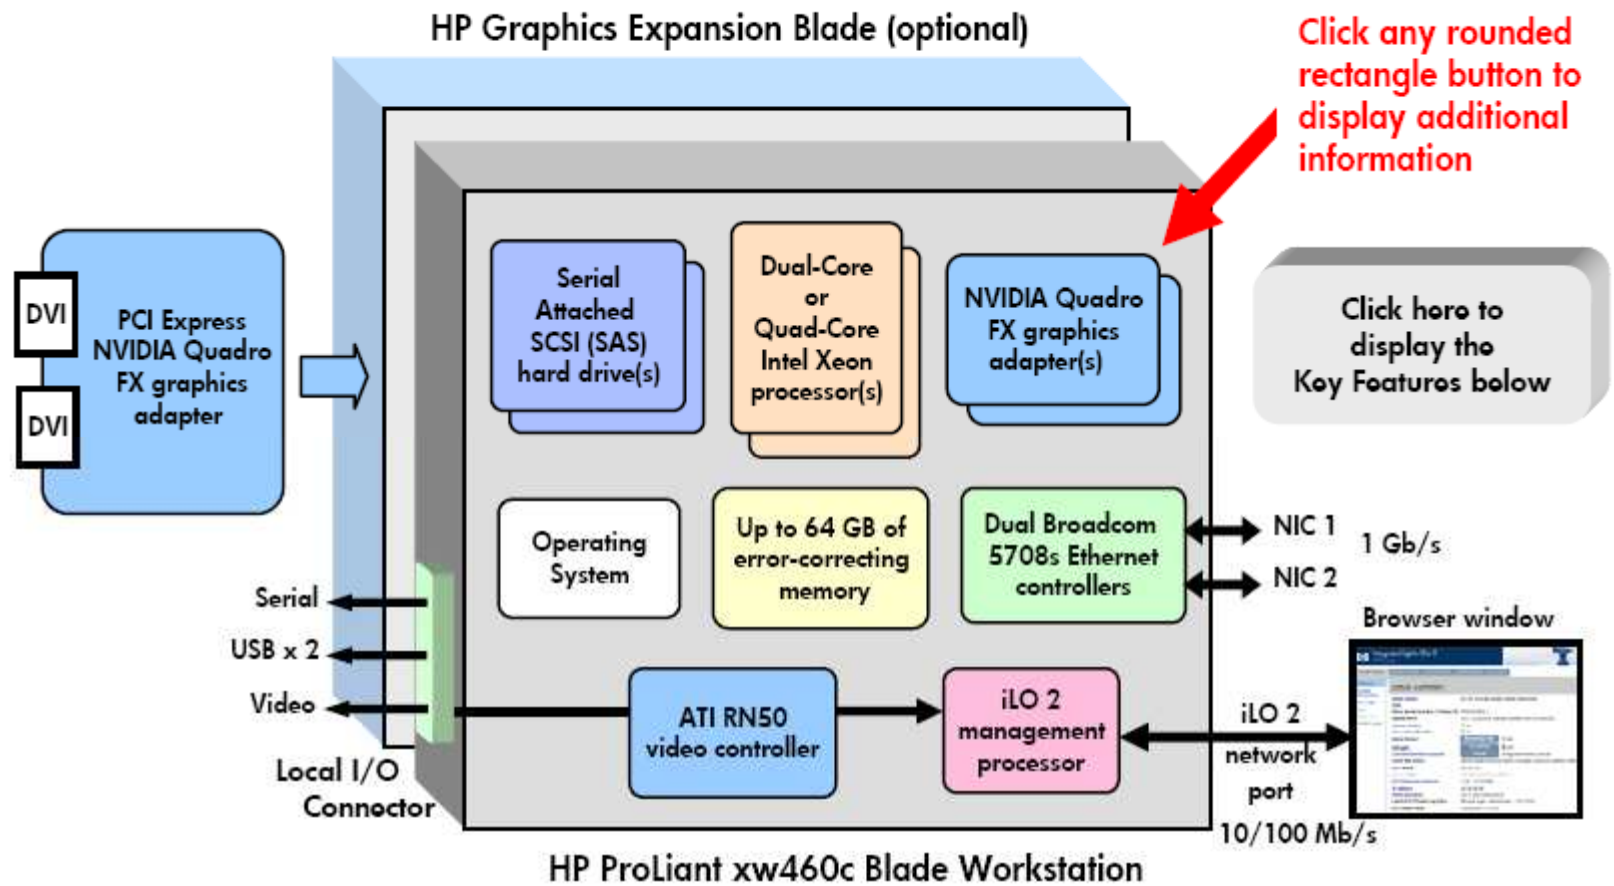 HP Graphics Expansion Blade (optional)
Click any rounded
rectangle button to
display additional
information
DVI
DVI
PCI Express
NVIDIA Quadro
FX graphics
adapter
Serial
Attached
SCSI (SAS)
hard drive(s)
Dual-Core
or
Quad-Core
Intel Xeon
processor(s)
NVIDIA Quadro
FX graphics
adapter(s)
Click here to
display the
Key Features below
Operating
System
Up to 64 GB of
error-correcting
memory
Dual Broadcom
5708s Ethernet
controllers
NIC 1
NIC 2
1 Gb/s
Serial
USB x 2
Video
Local I/O
Connector
ATI RN50
video controller
iLO 2
management
processor
iLO 2
network
port
10/100 Mb/s
Browser window
HP ProLiant xw460c Blade Workstation